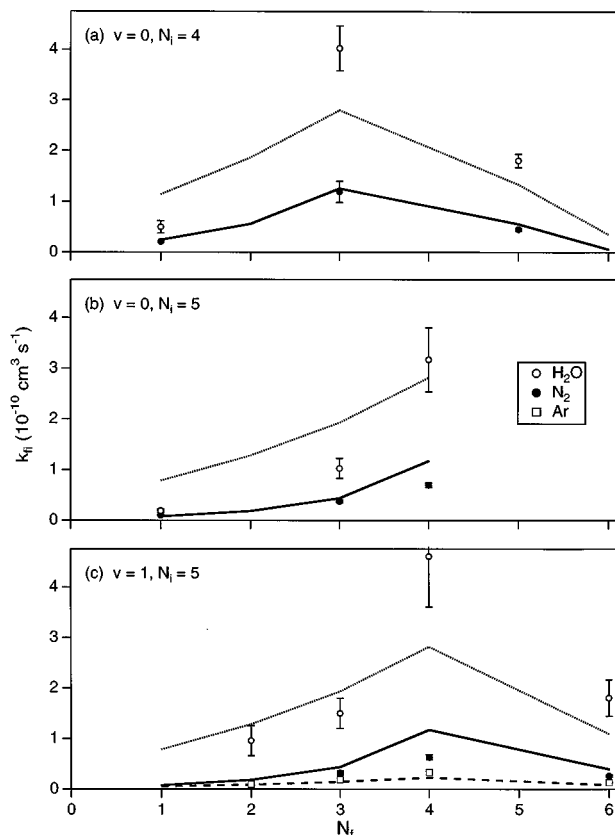 (a) v = 0, Nᵢ = 4
4
3
2
1
0
(b) v = 0, Nᵢ = 5
4
3
2
1
0
H₂O
N₂
Ar
k_fi (10⁻¹⁰ cm³ s⁻¹)
(c) v = 1, Nᵢ = 5
4
3
2
1
0
0 1 2 3 4 5 6
N_f